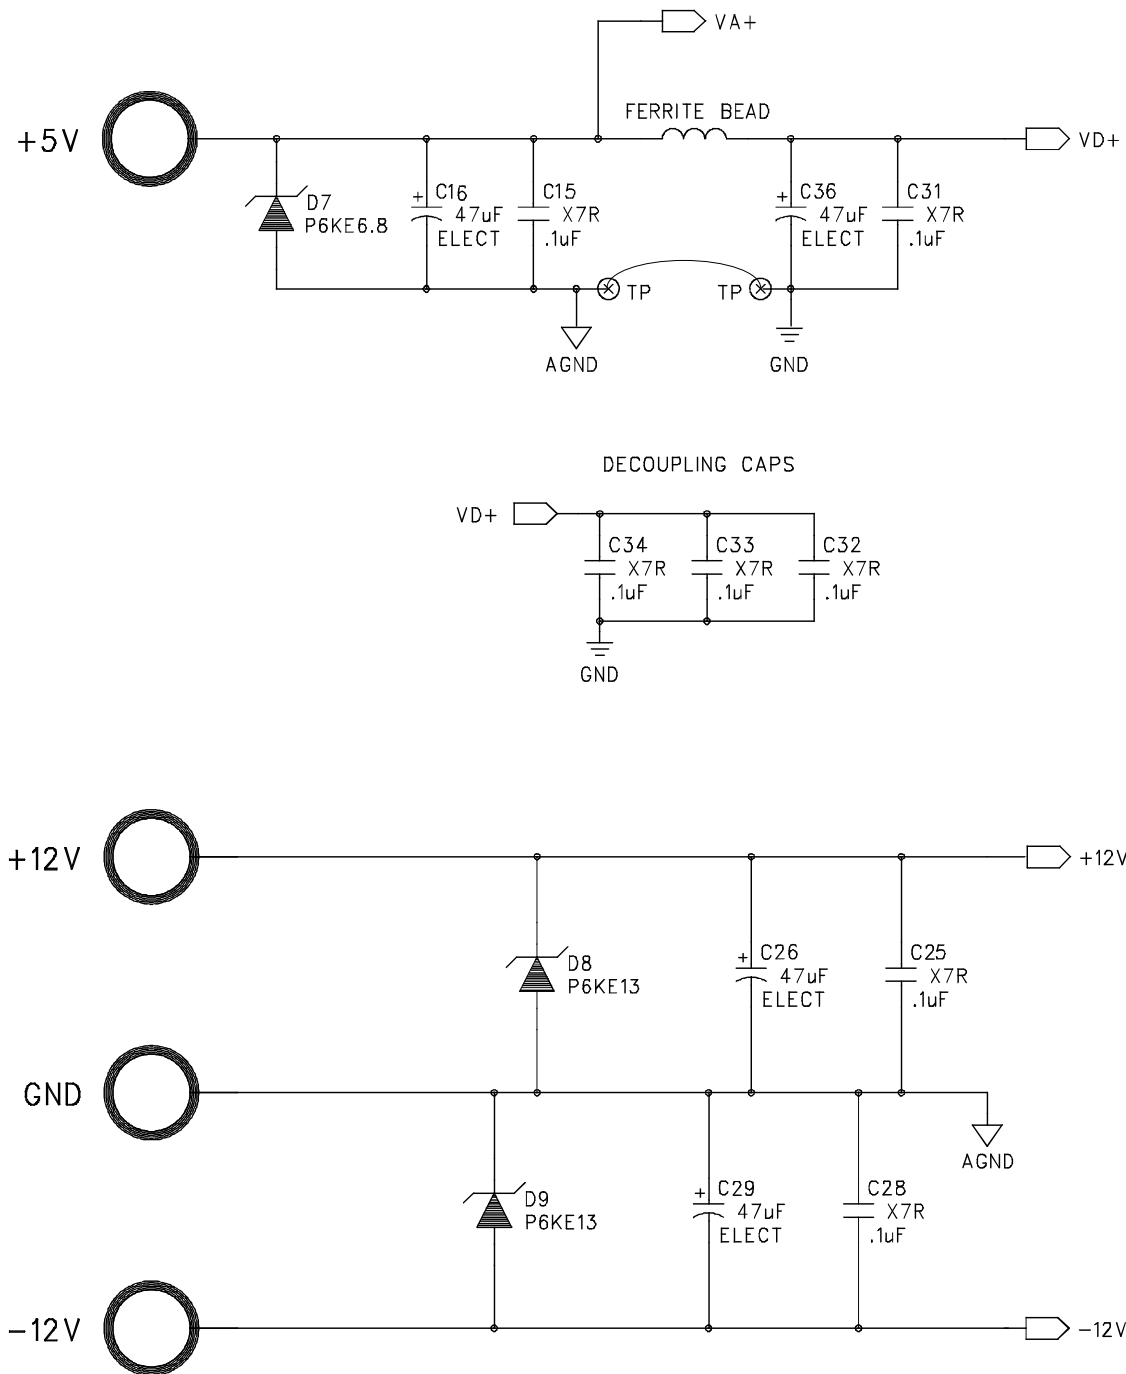 VA+
FERRITE BEAD
+5V
VD+
D7
P6KE6.8
+
C16
47uF
ELECT
C15
X7R
.1uF
+
C36
47uF
ELECT
C31
X7R
.1uF
TP
TP
AGND
GND
DECOUPLING CAPS
VD+
C34
X7R
.1uF
C33
X7R
.1uF
C32
X7R
.1uF
GND
+12V
+12V
D8
P6KE13
+
C26
47uF
ELECT
C25
X7R
.1uF
GND
AGND
D9
P6KE13
+
C29
47uF
ELECT
C28
X7R
.1uF
-12V
-12V